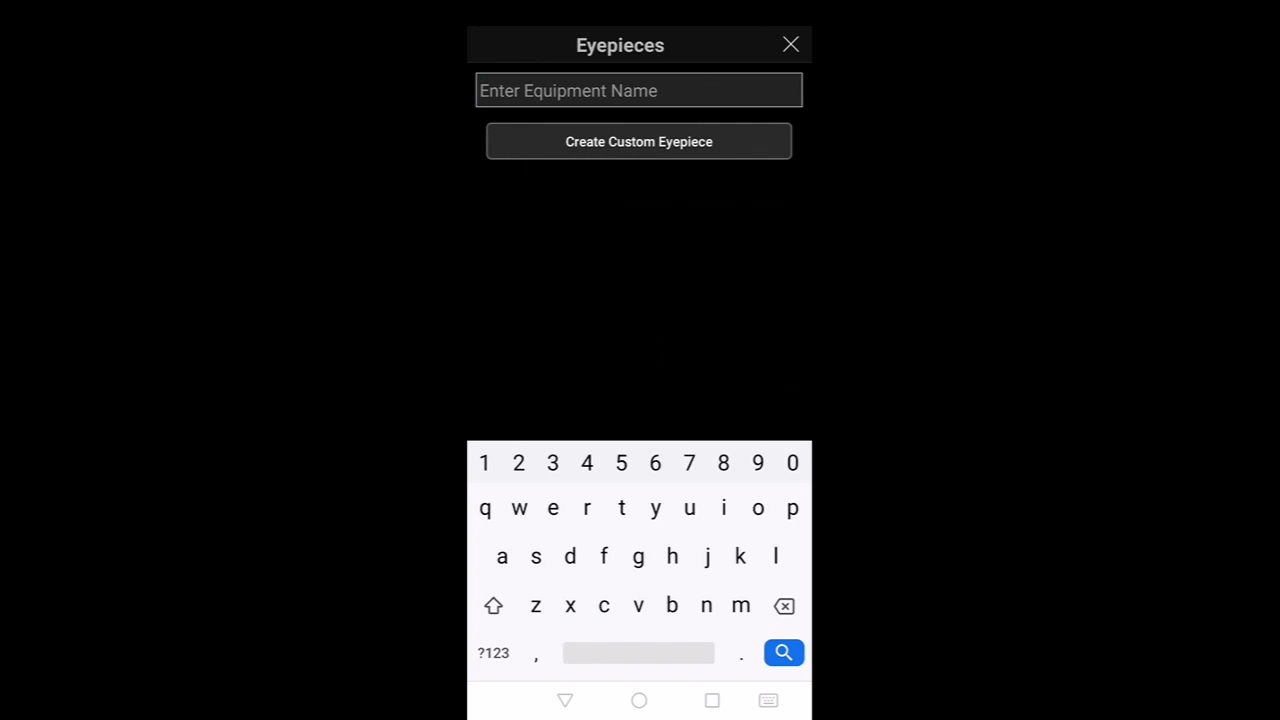 Eyepieces
Enter Equipment Name
Create Custom Eyepiece
1 2 3 4 5 6 7 8 9 0
q w e r t y u i o p
a s d f g h j k l
z x c v b n m
?123 , .